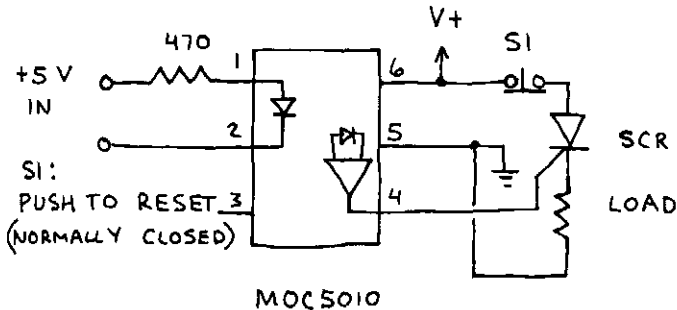 470
+5 V
IN
1
2
3
S1:
PUSH TO RESET
(NORMALLY CLOSED)
V+
S1
6
5
4
SCR
LOAD
MOC5010